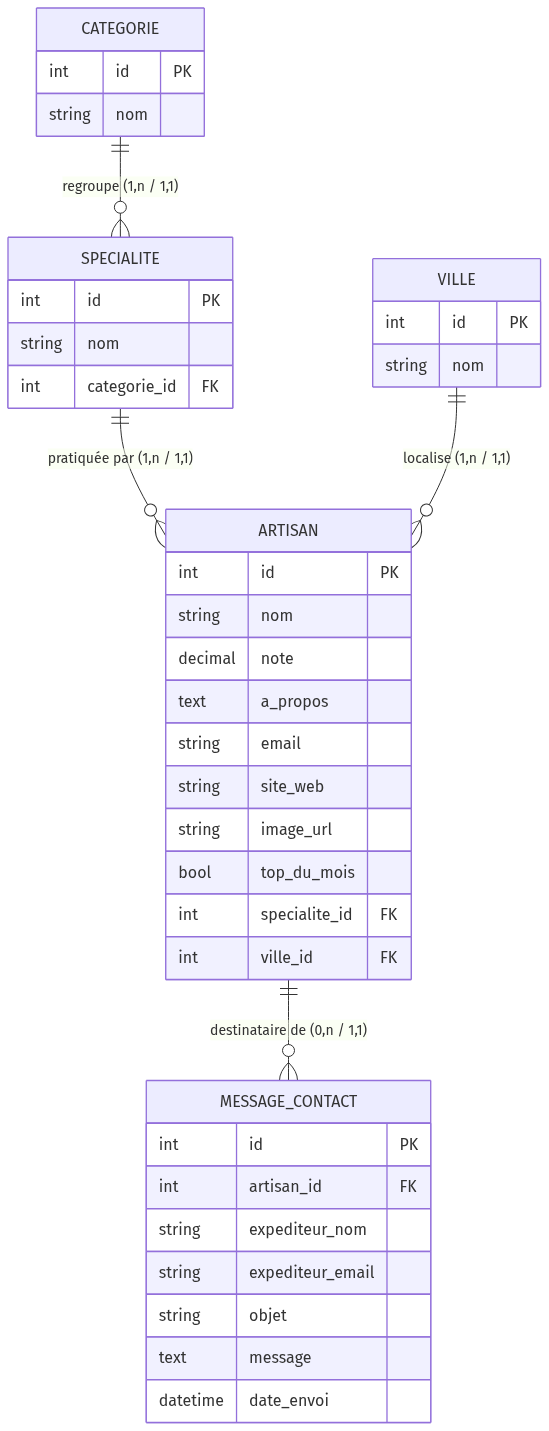 CATEGORIE
int id PK
string nom
regroupe (1,n / 1,1)
SPECIALITE
int id PK
string nom
int categorie_id FK
VILLE
int id PK
string nom
pratiquée par (1,n / 1,1)
localise (1,n / 1,1)
ARTISAN
int id PK
string nom
decimal note
text a_propos
string email
string site_web
string image_url
bool top_du_mois
int specialite_id FK
int ville_id FK
destinataire de (0,n / 1,1)
MESSAGE_CONTACT
int id PK
int artisan_id FK
string expediteur_nom
string expediteur_email
string objet
text message
datetime date_envoi